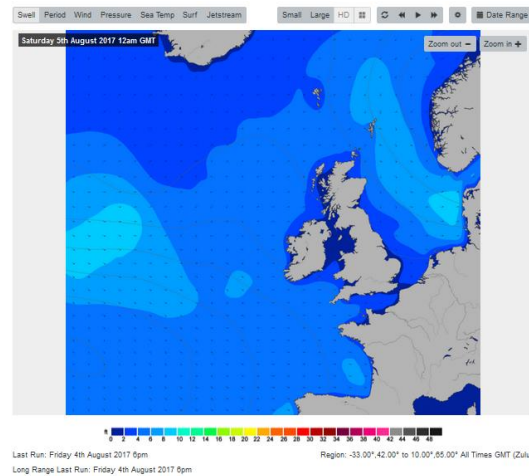 Swell Period Wind Pressure Sea Temp Surf Jetstream Small Large HD Date Range
Saturday 5th August 2017 12am GMT Zoom out Zoom in
ft 0 2 4 6 8 10 12 14 16 18 20 22 24 26 28 30 32 34 36 38 40 42 44 46 48
Last Run: Friday 4th August 2017 6pm Region: -33.00°,42.00° to 10.00°,65.00° All Times GMT (Zulu
Long Range Last Run: Friday 4th August 2017 6pm